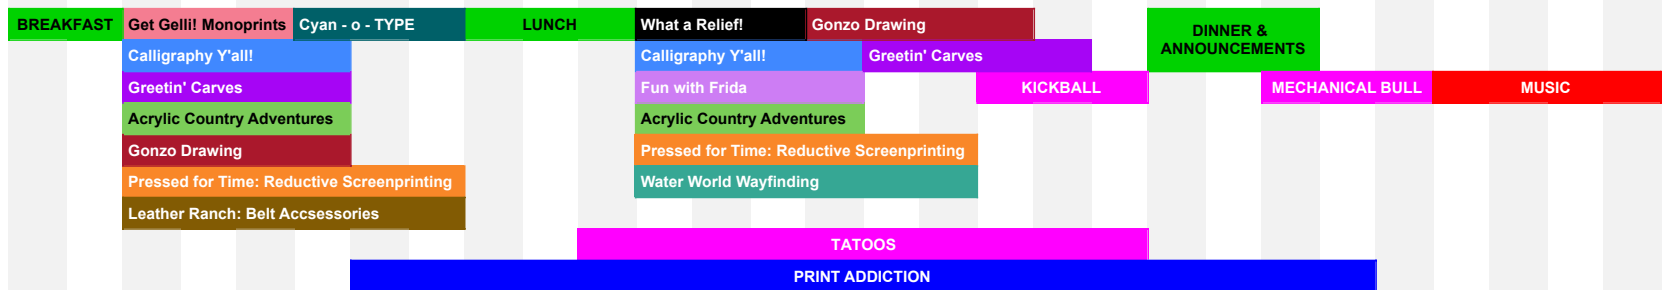 BREAKFAST
Get Gelli! Monoprints
Cyan - o - TYPE
LUNCH
What a Relief!
Gonzo Drawing
DINNER &
ANNOUNCEMENTS
Calligraphy Y'all!
Calligraphy Y'all!
Greetin' Carves
Greetin' Carves
Fun with Frida
KICKBALL
MECHANICAL BULL
MUSIC
Acrylic Country Adventures
Acrylic Country Adventures
Gonzo Drawing
Pressed for Time: Reductive Screenprinting
Pressed for Time: Reductive Screenprinting
Water World Wayfinding
Leather Ranch: Belt Accsessories
TATOOS
PRINT ADDICTION